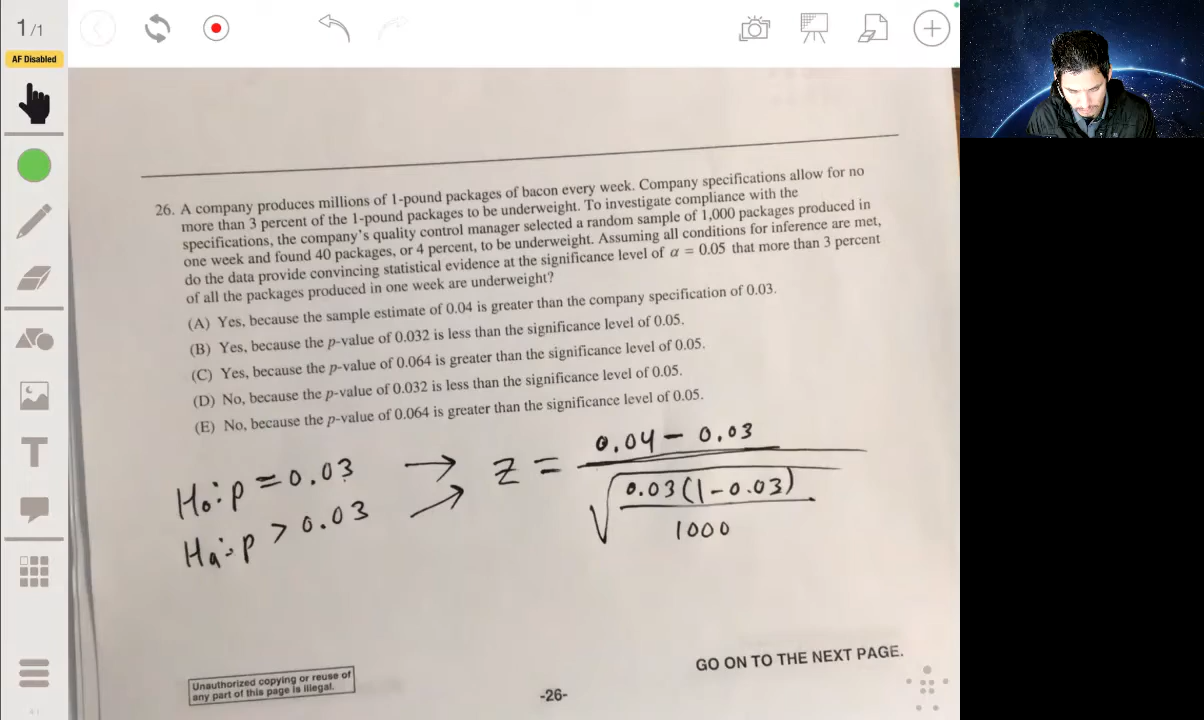 1/1
AF Disabled
26. A company produces millions of 1-pound packages of bacon every week. Company specifications allow for no
more than 3 percent of the 1-pound packages to be underweight. To investigate compliance with the
specifications, the company's quality control manager selected a random sample of 1,000 packages produced in
one week and found 40 packages, or 4 percent, to be underweight. Assuming all conditions for inference are met,
do the data provide convincing statistical evidence at the significance level of α = 0.05 that more than 3 percent
of all the packages produced in one week are underweight?
(A) Yes, because the sample estimate of 0.04 is greater than the company specification of 0.03.
(B) Yes, because the p-value of 0.032 is less than the significance level of 0.05.
(C) Yes, because the p-value of 0.064 is greater than the significance level of 0.05.
(D) No, because the p-value of 0.032 is less than the significance level of 0.05.
(E) No, because the p-value of 0.064 is greater than the significance level of 0.05.
H₀: p = 0.03 → z = 0.04 - 0.03
Hₐ: p > 0.03 → √ 0.03(1-0.03)
1000
T
GO ON TO THE NEXT PAGE.
Unauthorized copying or reuse of
any part of this page is illegal.
-26-